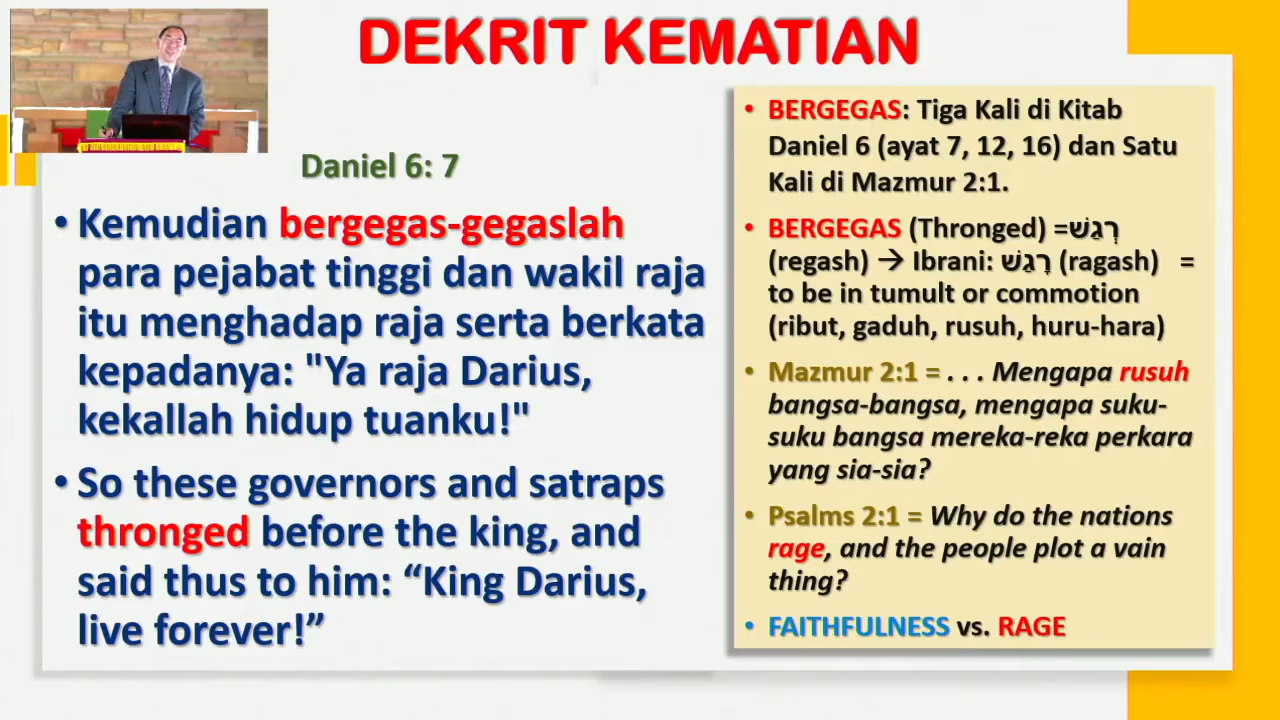 DEKRIT KEMATIAN
Daniel 6: 7
• Kemudian bergegas-gegaslah
para pejabat tinggi dan wakil raja
itu menghadap raja serta berkata
kepadanya: "Ya raja Darius,
kekallah hidup tuanku!"
• So these governors and satraps
thronged before the king, and
said thus to him: “King Darius,
live forever!”
• BERGEGAS: Tiga Kali di Kitab
Daniel 6 (ayat 7, 12, 16) dan Satu
Kali di Mazmur 2:1.
• BERGEGAS (Thronged) =רְגַשׁ
(regash) → Ibrani: רָגַשׁ (ragash) =
to be in tumult or commotion
(ribut, gaduh, rusuh, huru-hara)
• Mazmur 2:1 = . . . Mengapa rusuh
bangsa-bangsa, mengapa suku-
suku bangsa mereka-reka perkara
yang sia-sia?
• Psalms 2:1 = Why do the nations
rage, and the people plot a vain
thing?
• FAITHFULNESS vs. RAGE